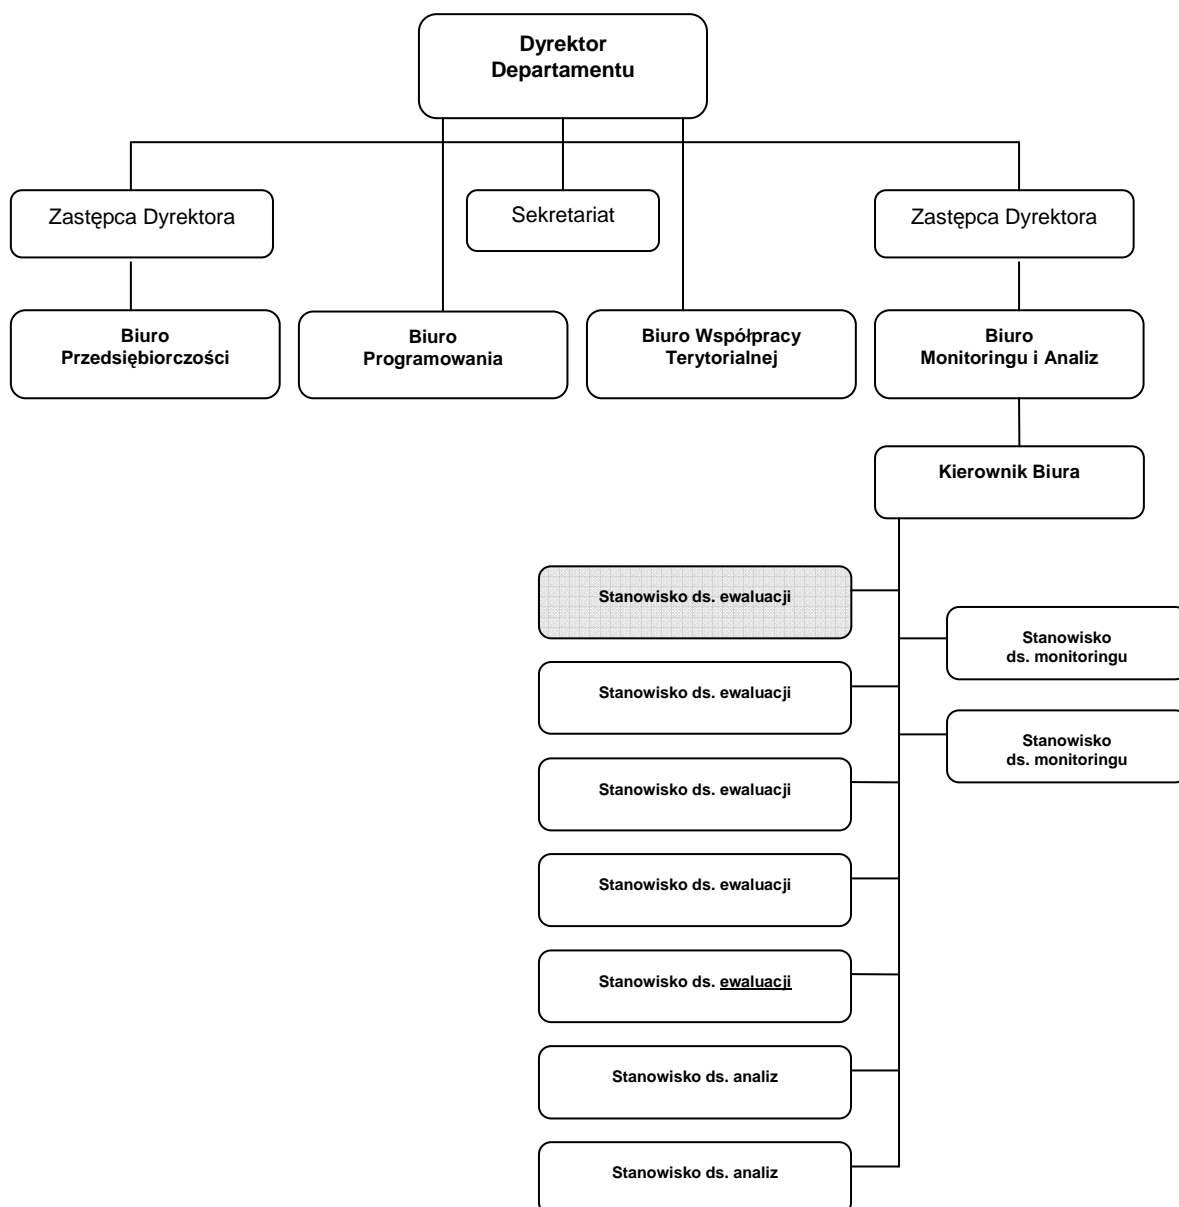 Dyrektor
Departamentu
Zastępca Dyrektora
Sekretariat
Zastępca Dyrektora
Biuro
Przedsiębiorczości
Biuro
Programowania
Biuro Współpracy
Terytorialnej
Biuro
Monitoringu i Analiz
Kierownik Biura
Stanowisko ds. ewaluacji
Stanowisko
ds. monitoringu
Stanowisko ds. ewaluacji
Stanowisko
ds. monitoringu
Stanowisko ds. ewaluacji
Stanowisko ds. ewaluacji
Stanowisko ds. ewaluacji
Stanowisko ds. analiz
Stanowisko ds. analiz